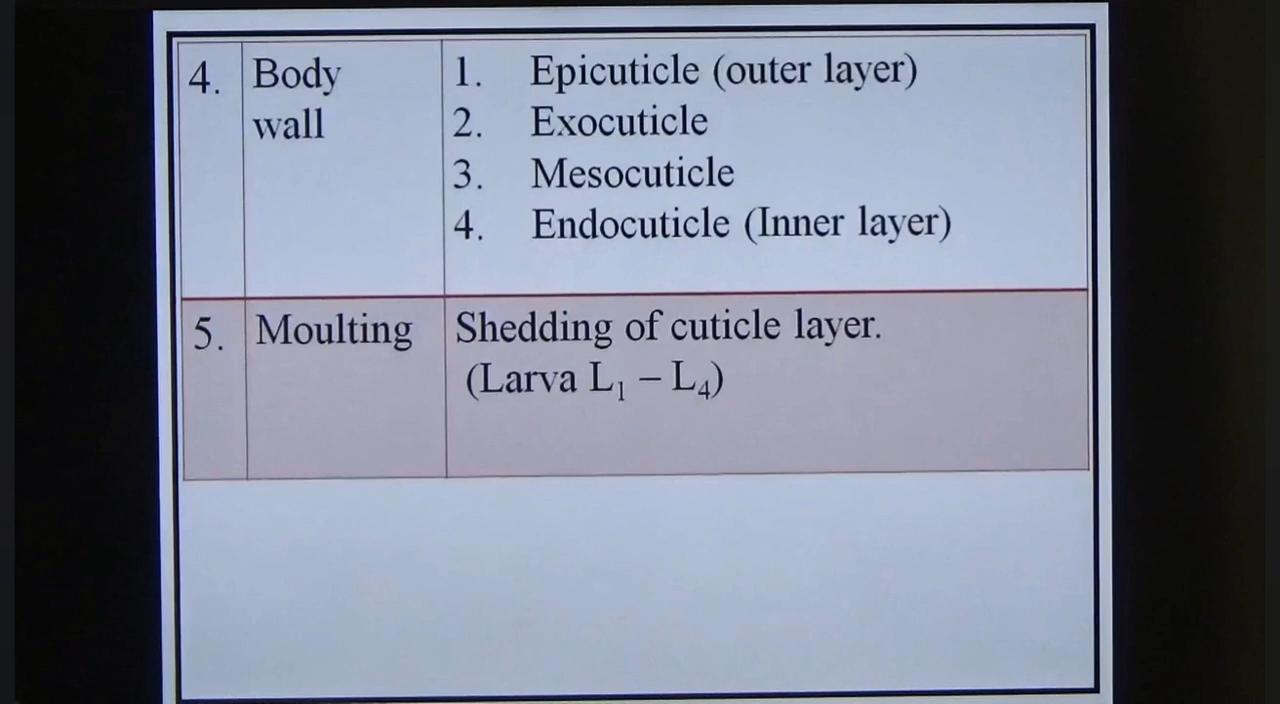 4. Body wall
1. Epicuticle (outer layer)
2. Exocuticle
3. Mesocuticle
4. Endocuticle (Inner layer)
5. Moulting
Shedding of cuticle layer.
(Larva L₁ – L₄)